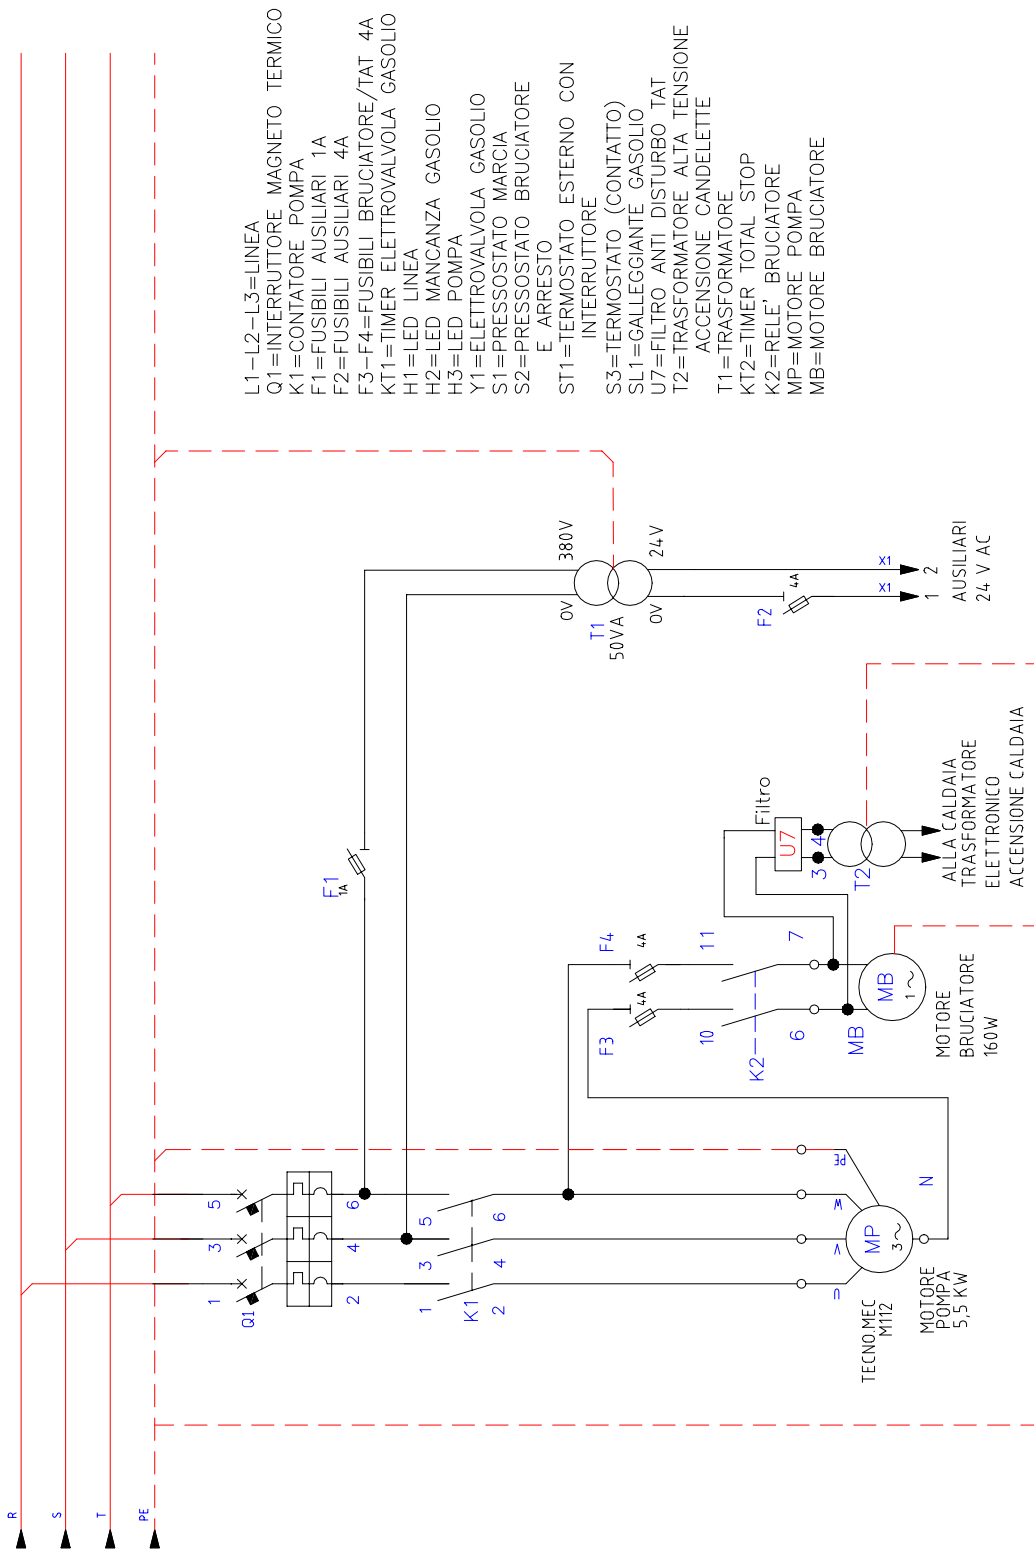 R
S
T
PE
L1-L2-L3=LINEA
Q1=INTERRUTTORE MAGNETO TERMICO
K1=CONTATORE POMPA
F1=FUSIBILI AUSILIARI 1A
F2=FUSIBILI AUSILIARI 4A
F3-F4=FUSIBILI BRUCIATORE/TAT 4A
KT1=TIMER ELETTROVALVOLA GASOLIO
H1=LED LINEA
H2=LED MANCANZA GASOLIO
H3=LED POMPA
Y1=ELETTROVALVOLA GASOLIO
S1=PRESSOSTATO MARCIA
S2=PRESSOSTATO BRUCIATORE
E ARRESTO
ST1=TERMOSTATO ESTERNO CON
INTERRUTTORE
S3=TERMOSTATO (CONTATTO)
SL1=GALLEGGIANTE GASOLIO
U7=FILTRO ANTI DISTURBO TAT
T2=TRASFORMATORE ALTA TENSIONE
ACCENSIONE CANDELETTE
T1=TRASFORMATORE
KT2=TIMER TOTAL STOP
K2=RELE' BRUCIATORE
MP=MOTORE POMPA
MB=MOTORE BRUCIATORE
1
3
5
Q1
2
4
6
1
3
5
K1
2
4
6
F1
1A
0V
380V
T1
50VA
0V
24V
F2
4A
X1
X1
1
2
AUSILIARI
24 V AC
F3
4A
F4
4A
10
11
K2
6
7
MB
MB
1~
MOTORE
BRUCIATORE
160W
Filtro
U7
3
4
T2
ALLA CALDAIA
TRASFORMATORE
ELETTRONICO
ACCENSIONE CALDAIA
U
V
W
PE
N
MP
3~
TECNO.MEC
M112
MOTORE
POMPA
5,5 KW